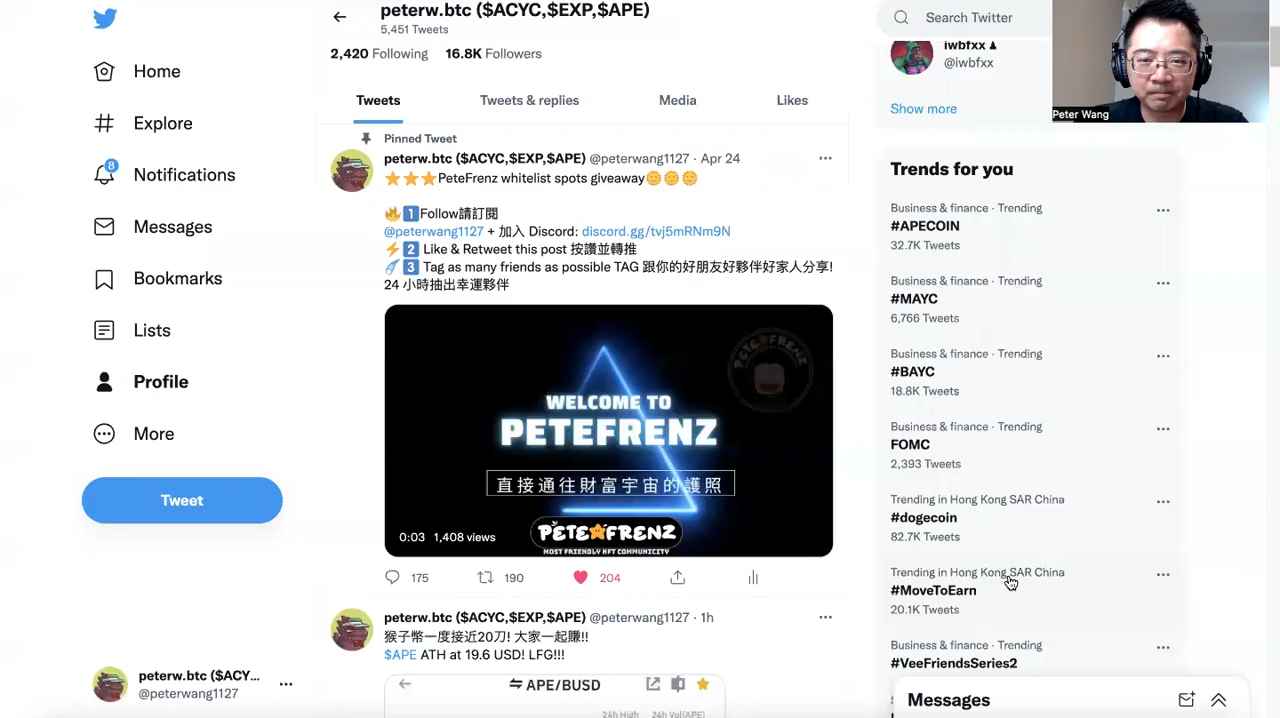 peterw.btc ($ACYC,$EXP,$APE)
5,451 Tweets
2,420 Following 16.8K Followers
Tweets Tweets & replies Media Likes
Home
Explore
8
Notifications
Messages
Bookmarks
Lists
Profile
More
Tweet
peterw.btc ($ACY...
@peterwang1127
Pinned Tweet
peterw.btc ($ACYC,$EXP,$APE) @peterwang1127 · Apr 24
⭐⭐⭐PeteFrenz whitelist spots giveaway🌞🌞🌞
🔥1️⃣Follow請訂閱
@peterwang1127 + 加入 Discord: discord.gg/tvj5mRNm9N
⚡2️⃣ Like & Retweet this post 按讚並轉推
☄️3️⃣ Tag as many friends as possible TAG 跟你的好朋友好夥伴好家人分享!
24 小時抽出幸運夥伴
PETE FRENZ
WELCOME TO
PETEFRENZ
直接通往財富宇宙的護照
PETE FRENZ
MOST FRIENDLY NFT COMMUNICITY
0:03 1,408 views
175 190 204
peterw.btc ($ACYC,$EXP,$APE) @peterwang1127 · 1h
猴子幣一度接近20刀! 大家一起賺!!
$APE ATH at 19.6 USD! LFG!!!
APE/BUSD
24h High 24h Vol(APE)
Search Twitter
iwbfxx ♟
@iwbfxx
Show more
Peter Wang
Trends for you
Business & finance · Trending
#APECOIN
32.7K Tweets
Business & finance · Trending
#MAYC
6,766 Tweets
Business & finance · Trending
#BAYC
18.8K Tweets
Business & finance · Trending
FOMC
2,393 Tweets
Trending in Hong Kong SAR China
#dogecoin
82.7K Tweets
Trending in Hong Kong SAR China
#MoveToEarn
20.1K Tweets
Business & finance · Trending
#VeeFriendsSeries2
Messages